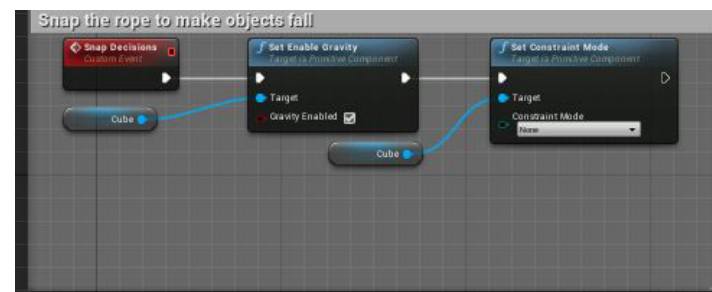 Snap the rope to make objects fall
Snap Decisions
Custom Event
Set Enable Gravity
Target is Primitive Component
Set Constraint Mode
Target is Primitive Component
Target
Target
Cube
Gravity Enabled
Constraint Mode
None
Cube